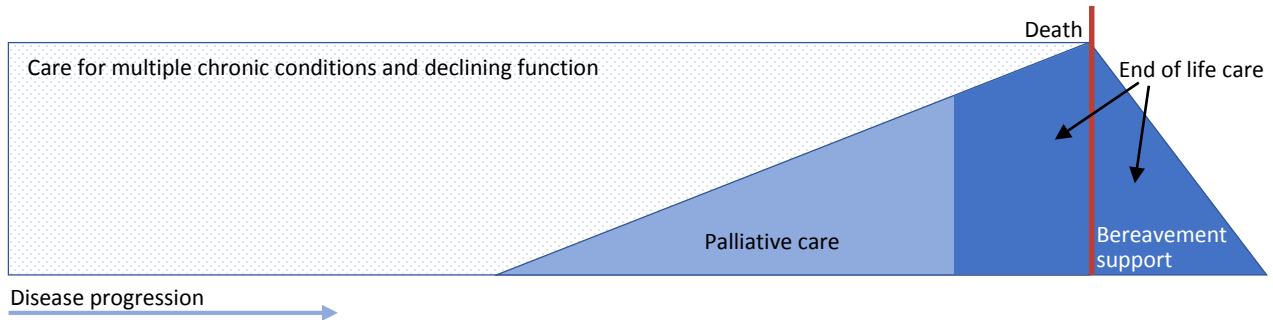 Death
Care for multiple chronic conditions and declining function
End of life care
Palliative care
Bereavement
support
Disease progression